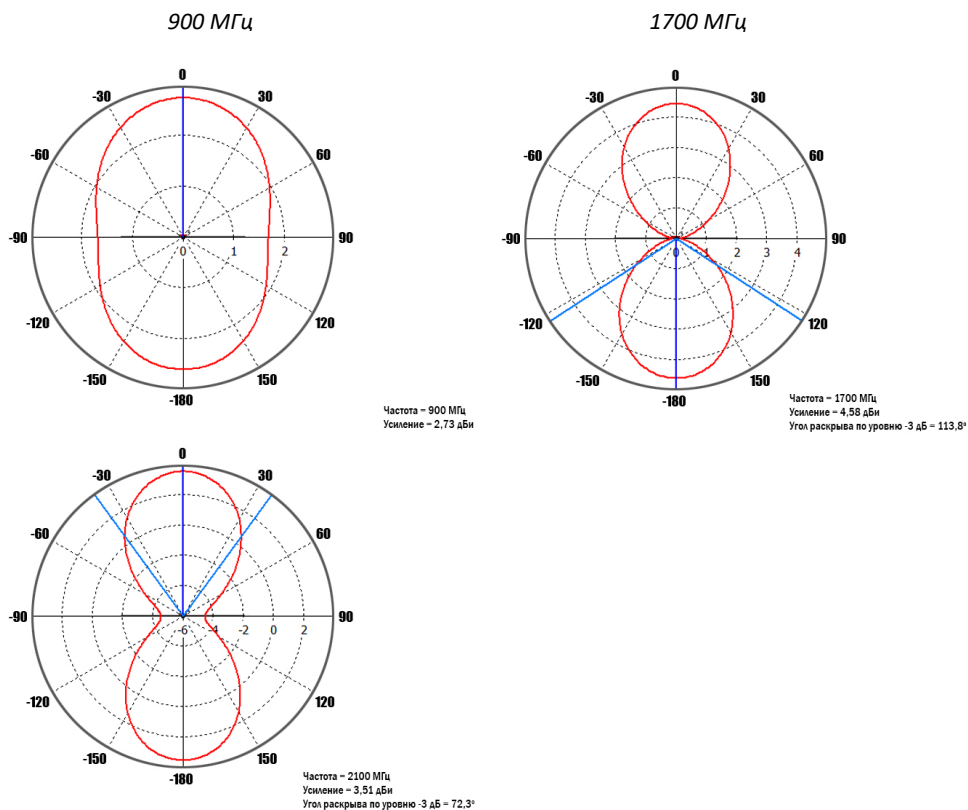 900 МГц
1700 МГц
0
-30 30
-60 60
-90 0 1 2 90
-120 120
-150 150
-180
Частота = 900 МГц
Усиление = 2,73 дБи
0
-30 30
-60 60
-90 0 1 2 3 4 90
-120 120
-150 150
-180
Частота = 1700 МГц
Усиление = 4,58 дБи
Угол раскрыва по уровню -3 дБ = 113,8°
0
-30 30
-60 60
-90 -6 -4 -2 0 2 90
-120 120
-150 150
-180
Частота = 2100 МГц
Усиление = 3,51 дБи
Угол раскрыва по уровню -3 дБ = 72,3°